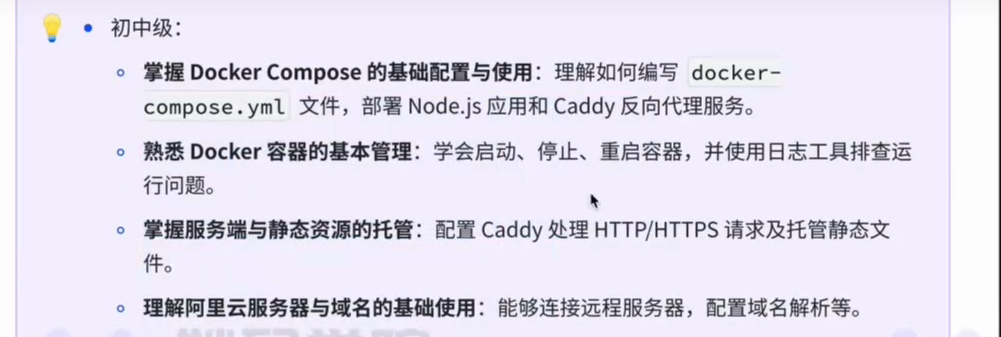 初中级：
掌握 Docker Compose 的基础配置与使用：理解如何编写 docker-
compose.yml 文件，部署 Node.js 应用和 Caddy 反向代理服务。
熟悉 Docker 容器的基本管理：学会启动、停止、重启容器，并使用日志工具排查运
行问题。
掌握服务端与静态资源的托管：配置 Caddy 处理 HTTP/HTTPS 请求及托管静态文
件。
理解阿里云服务器与域名的基础使用：能够连接远程服务器，配置域名解析等。